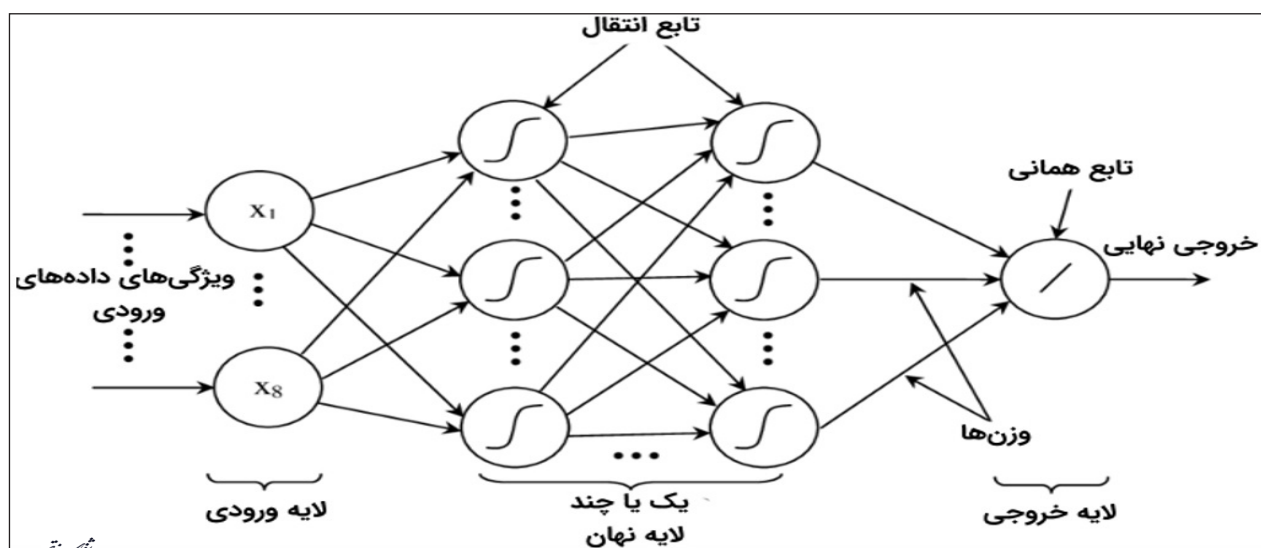 تابع انتقال
تابع همانی
x₁
خروجی نهایی
ویژگی‌های داده‌های
ورودی
x₈
وزن‌ها
لایه ورودی
یک یا چند
لایه نهان
لایه خروجی